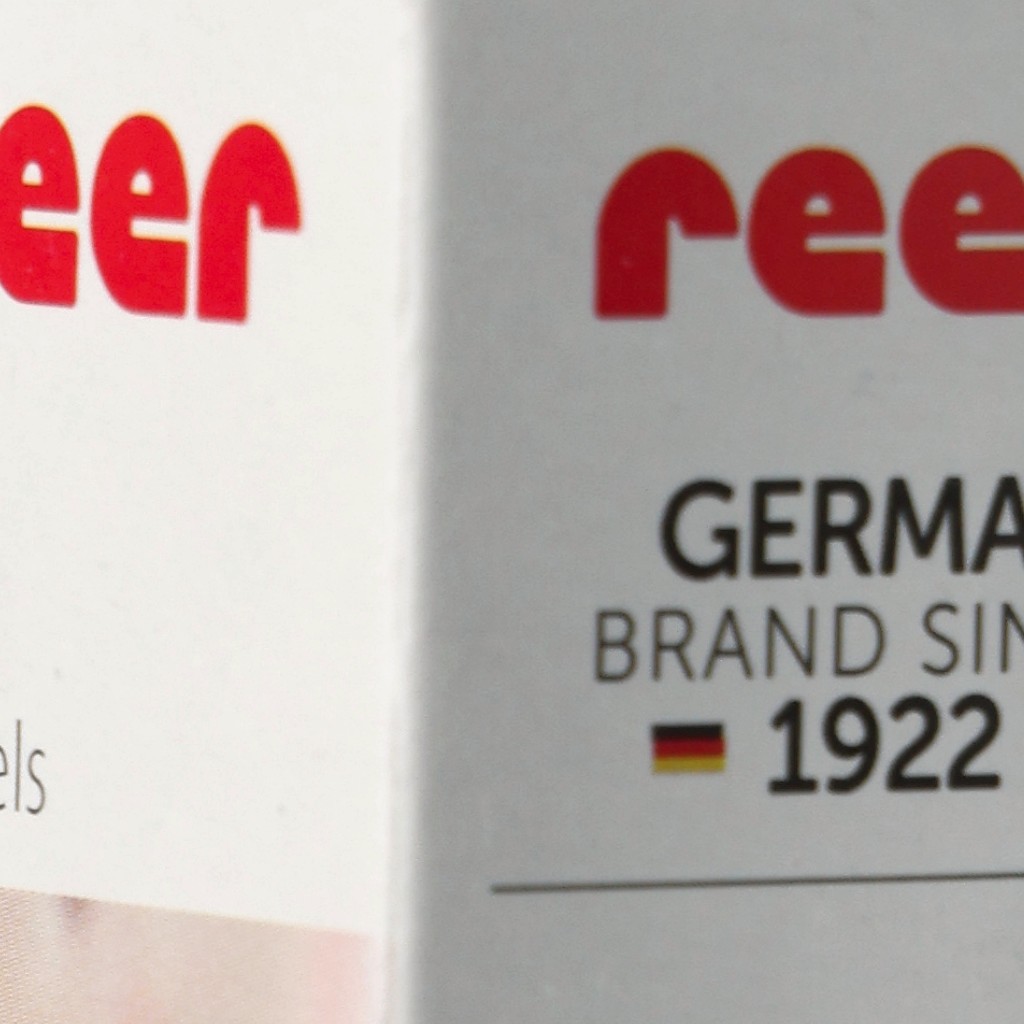 eer
els
ree
GERMA
BRAND SIN
1922